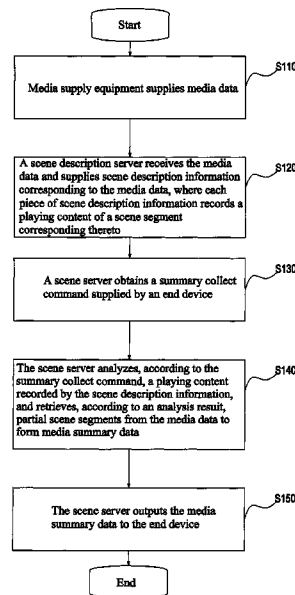 Start
S110
Media supply equipment supplies media data
S120
A scene description server receives the media
data and supplies scene description information
corresponding to the media data, where each
piece of scene description information records a
playing content of a scene segment
corresponding thereto
S130
A scene server obtains a summary collect
command supplied by an end device
S140
The scene server analyzes, according to the
summary collect command, a playing content
recorded by the scene description information,
and retrieves, according to an analysis result,
partial scene segments from the media data to
form media summary data
S150
The scene server outputs the media
summary data to the end device
End